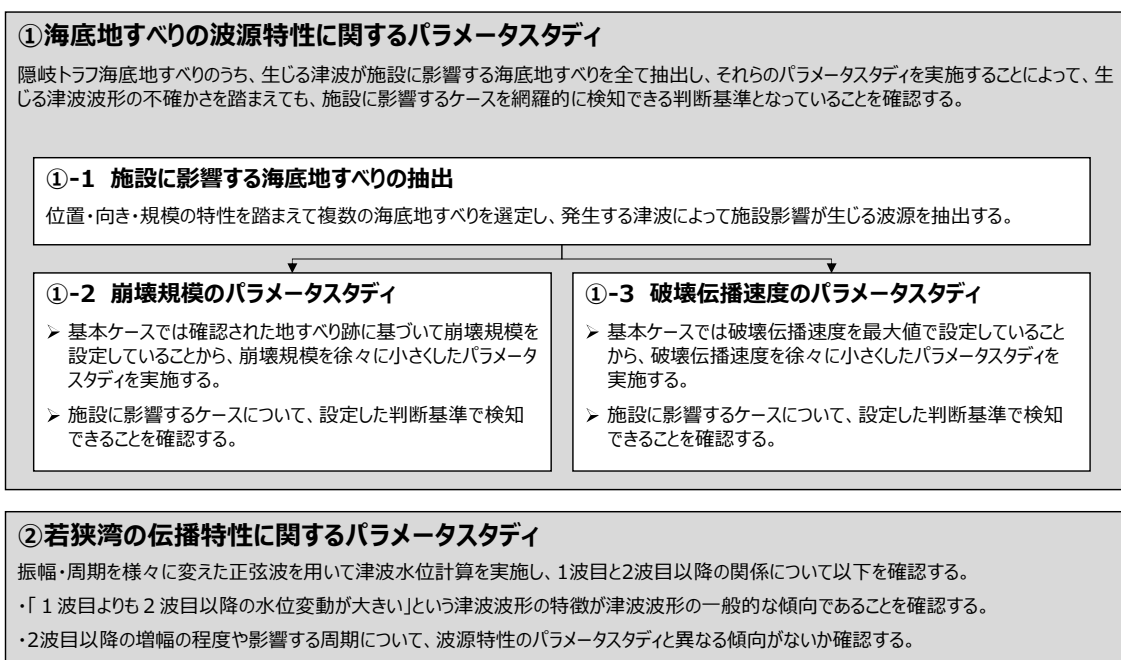 ①海底地すべりの波源特性に関するパラメータスタディ
隠岐トラフ海底地すべりのうち、生じる津波が施設に影響する海底地すべりを全て抽出し、それらのパラメータスタディを実施することによって、生
じる津波波形の不確かさを踏まえても、施設に影響するケースを網羅的に検知できる判断基準となっていることを確認する。
①-1 施設に影響する海底地すべりの抽出
位置・向き・規模の特性を踏まえて複数の海底地すべりを選定し、発生する津波によって施設影響が生じる波源を抽出する。
①-2 崩壊規模のパラメータスタディ
➢ 基本ケースでは確認された地すべり跡に基づいて崩壊規模を
設定していることから、崩壊規模を徐々に小さくしたパラメータ
スタディを実施する。
➢ 施設に影響するケースについて、設定した判断基準で検知
できることを確認する。
①-3 破壊伝播速度のパラメータスタディ
➢ 基本ケースでは破壊伝播速度を最大値で設定していること
から、破壊伝播速度を徐々に小さくしたパラメータスタディを
実施する。
➢ 施設に影響するケースについて、設定した判断基準で検知
できることを確認する。
②若狭湾の伝播特性に関するパラメータスタディ
振幅・周期を様々に変えた正弦波を用いて津波水位計算を実施し、1波目と2波目以降の関係について以下を確認する。
・「１波目よりも２波目以降の水位変動が大きい」という津波波形の特徴が津波波形の一般的な傾向であることを確認する。
・2波目以降の増幅の程度や影響する周期について、波源特性のパラメータスタディと異なる傾向がないか確認する。